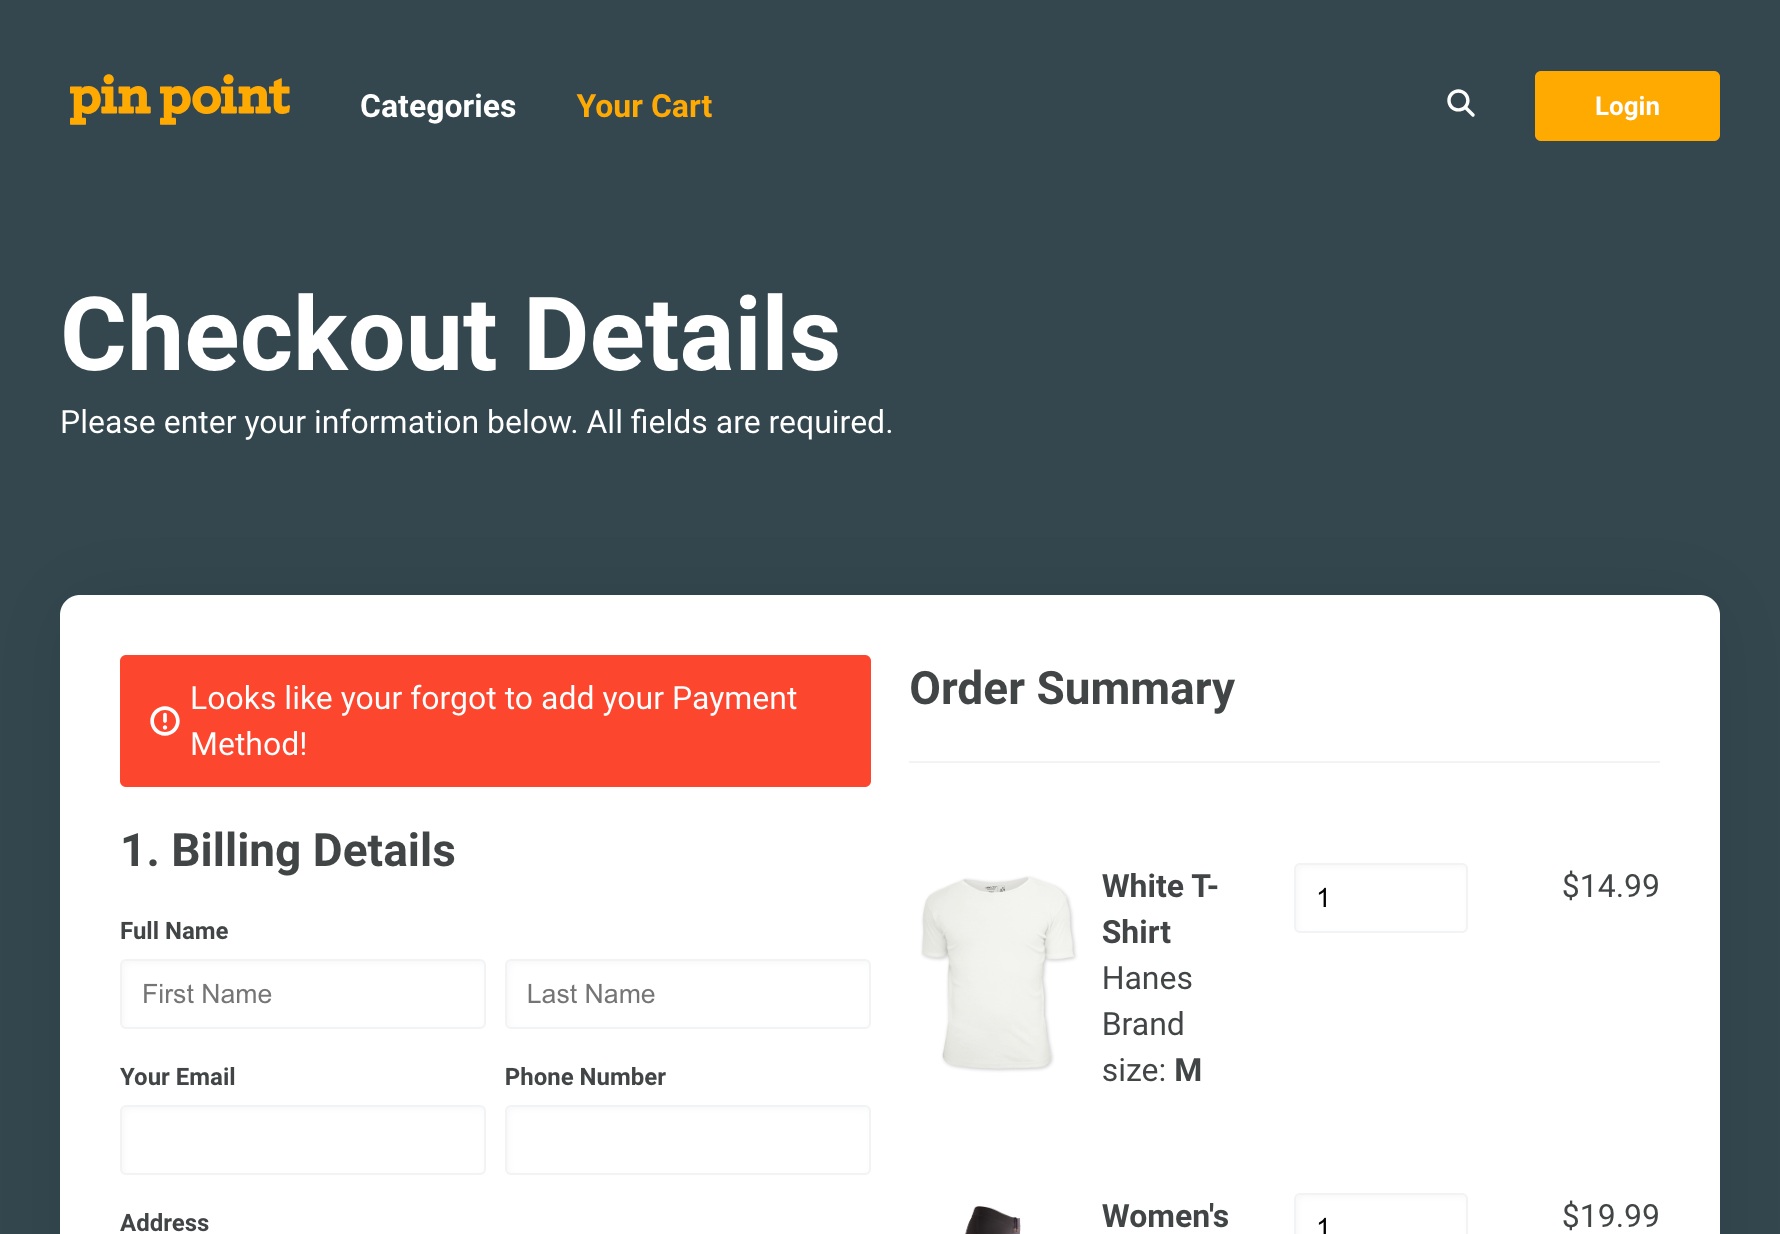 pin point
Categories
Your Cart
Login
Checkout Details
Please enter your information below. All fields are required.
Looks like your forgot to add your Payment
Method!
1. Billing Details
Full Name
First Name
Last Name
Your Email
Phone Number
Address
Order Summary
White T-
Shirt
Hanes
Brand
size: M
1
$14.99
Women's
1
$19.99